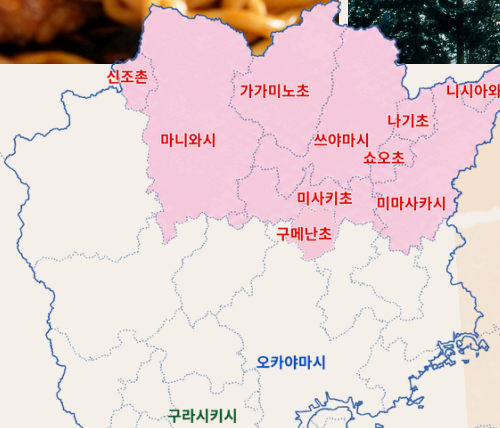 신조촌
가가미노초
니시아와
마니와시
나기초
쓰야마시
쇼오초
미사키초
미마사카시
구메난초
오카야마시
구라시키시